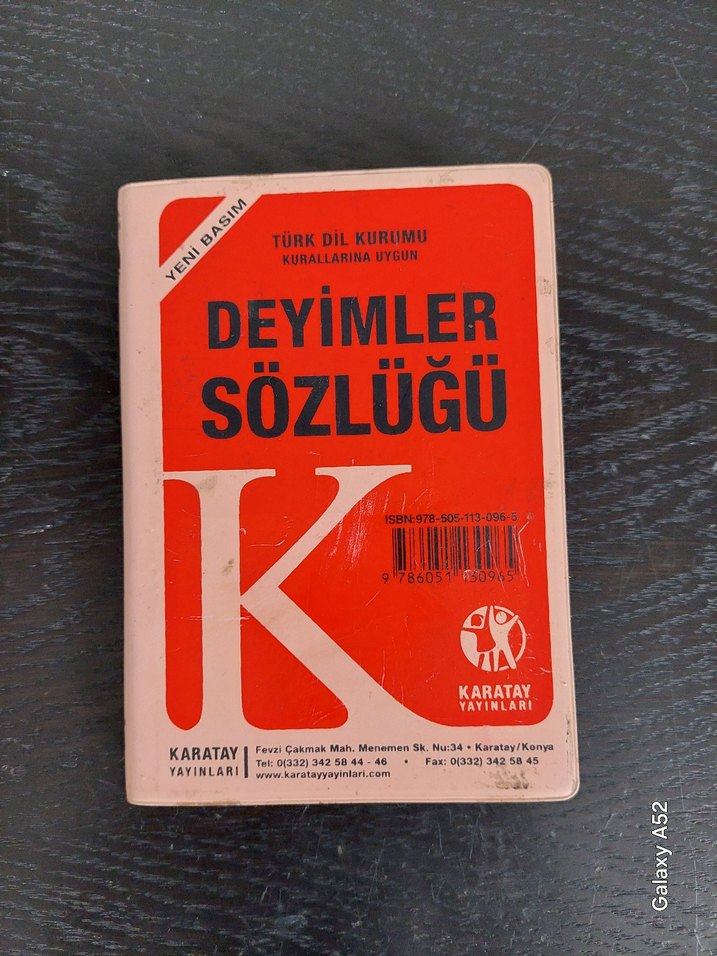 YENİ BASIM
TÜRK DİL KURUMU
KURALLARINA UYGUN
DEYİMLER
SÖZLÜĞÜ
K
ISBN:978-605-113-096-5
9 786051 130965
KARATAY
YAYINLARI
KARATAY
YAYINLARI
Fevzi Çakmak Mah. Menemen Sk. Nu:34 • Karatay/Konya
Tel: 0(332) 342 58 44 - 46 • Fax: 0(332) 342 58 45
www.karatayyayinlari.com
Galaxy A52